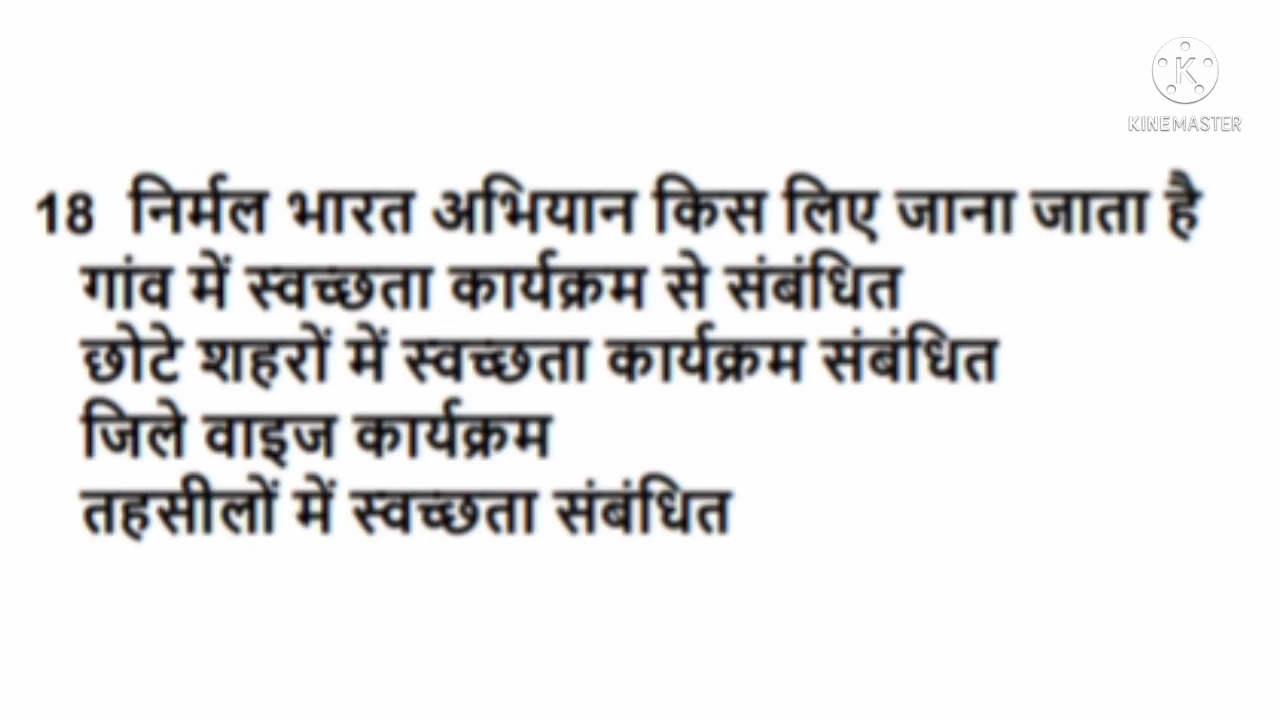 KINEMASTER
18 निर्मल भारत अभियान किस लिए जाना जाता है
गांव में स्वच्छता कार्यक्रम से संबंधित
छोटे शहरों में स्वच्छता कार्यक्रम संबंधित
जिले वाइज कार्यक्रम
तहसीलों में स्वच्छता संबंधित